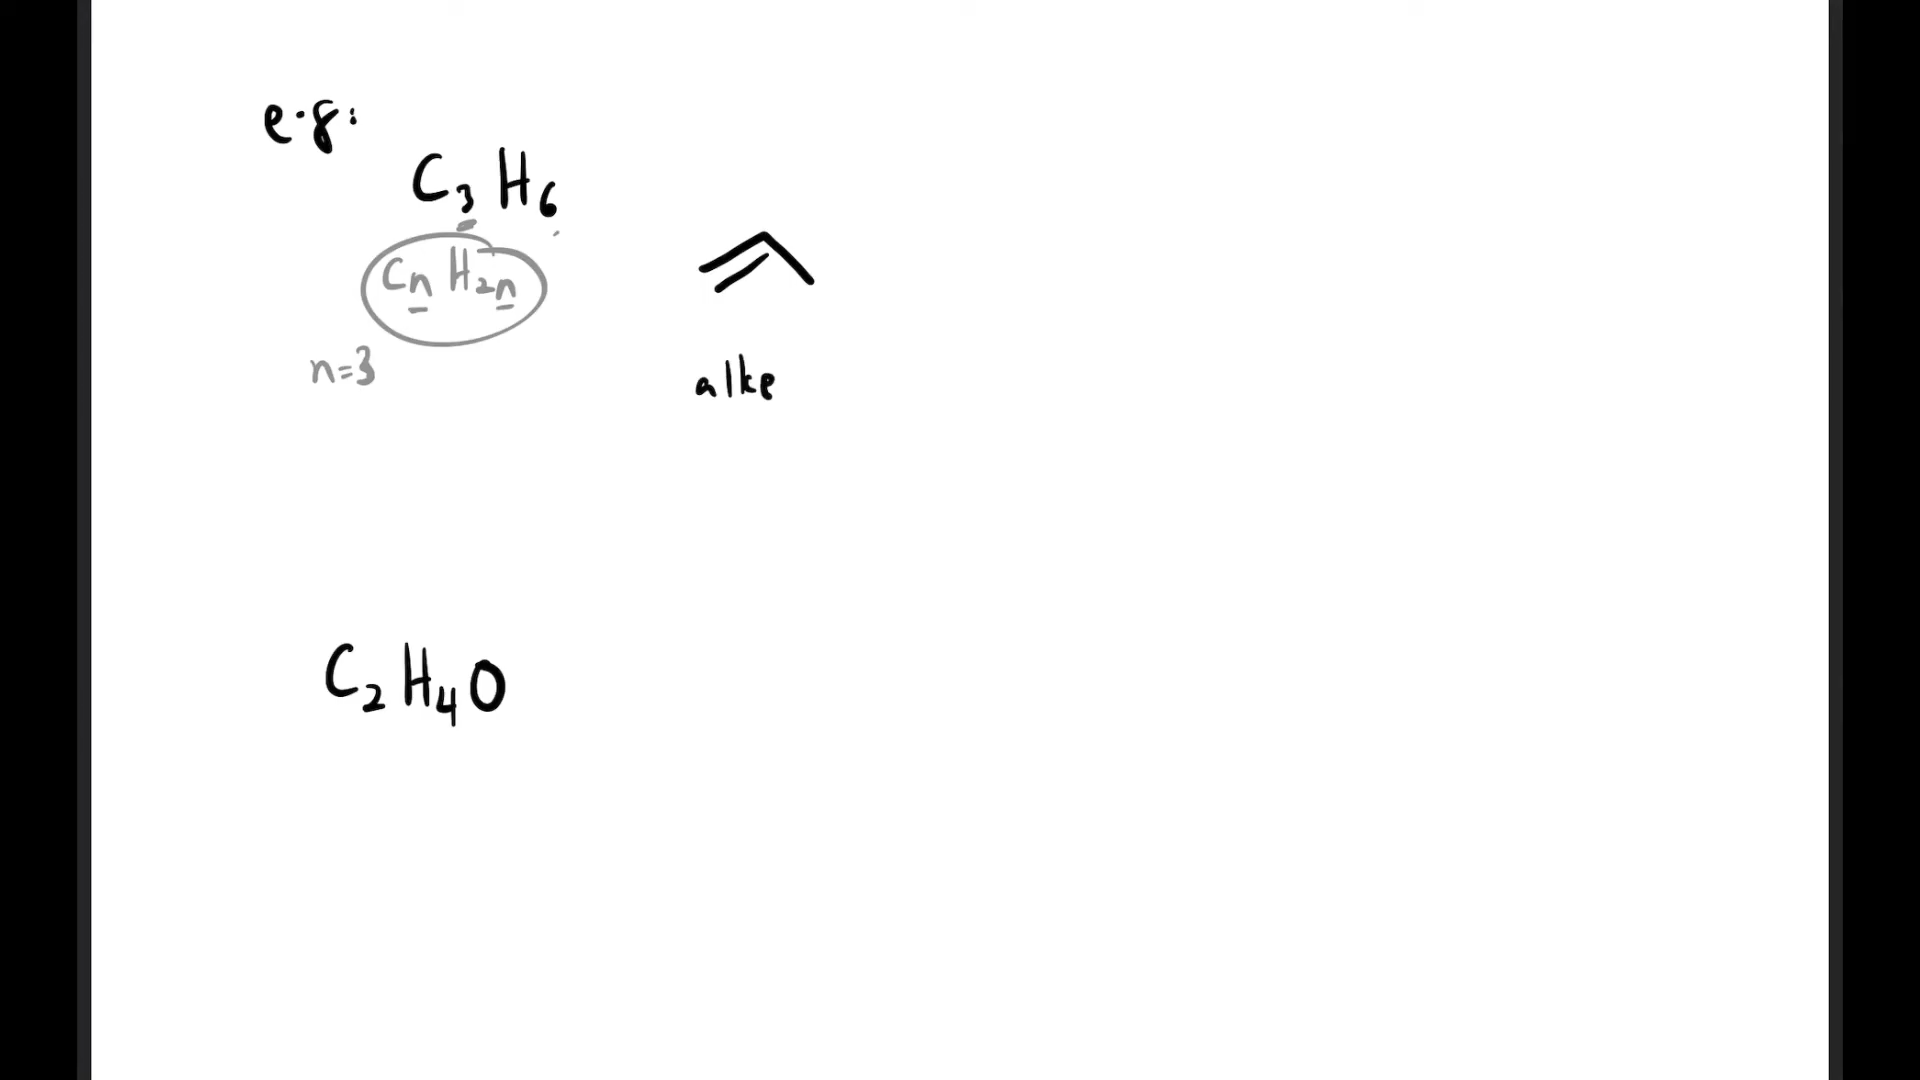 e.g:
C₃H₆
CₙH₂ₙ
n=3
alke
C₂H₄O